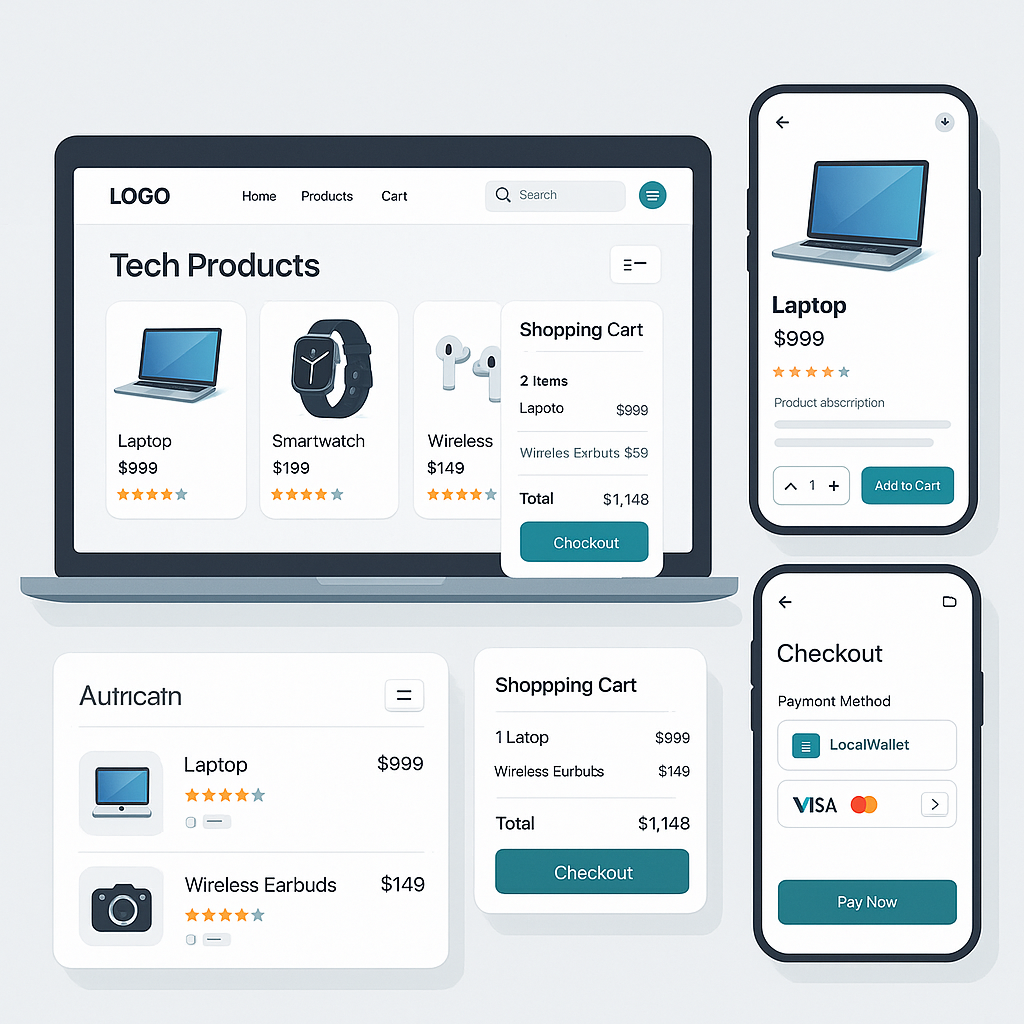 LOGO Home Products Cart Search
Tech Products
Laptop
$999
Smartwatch
$199
Wireless
$149
Shopping Cart
2 Items
Lapoto $999
Wirreles Exrbuts $59
Total $1,148
Chockout
Laptop
$999
Product abscrription
1 +
Add to Cart
Autrıcatn
Laptop $999
Wireless Earbuds $149
Shoppping Cart
1 Latop $999
Wireless Eurbubs $149
Total $1,148
Checkout
Checkout
Paymont Method
LocalWallet
VISA
Pay Now